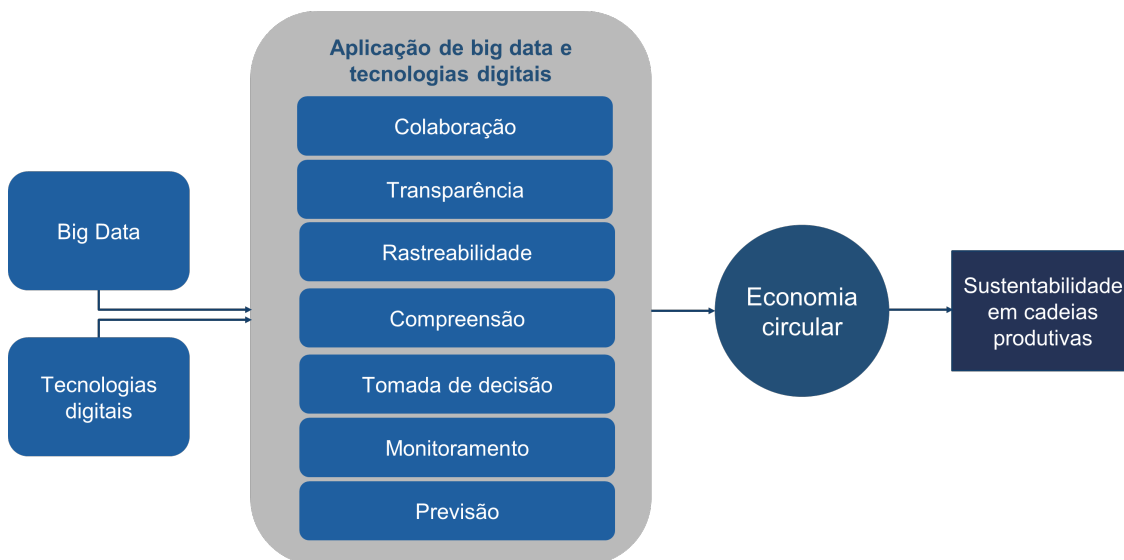 Big Data
Tecnologias
digitais
Aplicação de big data e
tecnologias digitais
Colaboração
Transparência
Rastreabilidade
Compreensão
Tomada de decisão
Monitoramento
Previsão
Economia
circular
Sustentabilidade
em cadeias
produtivas